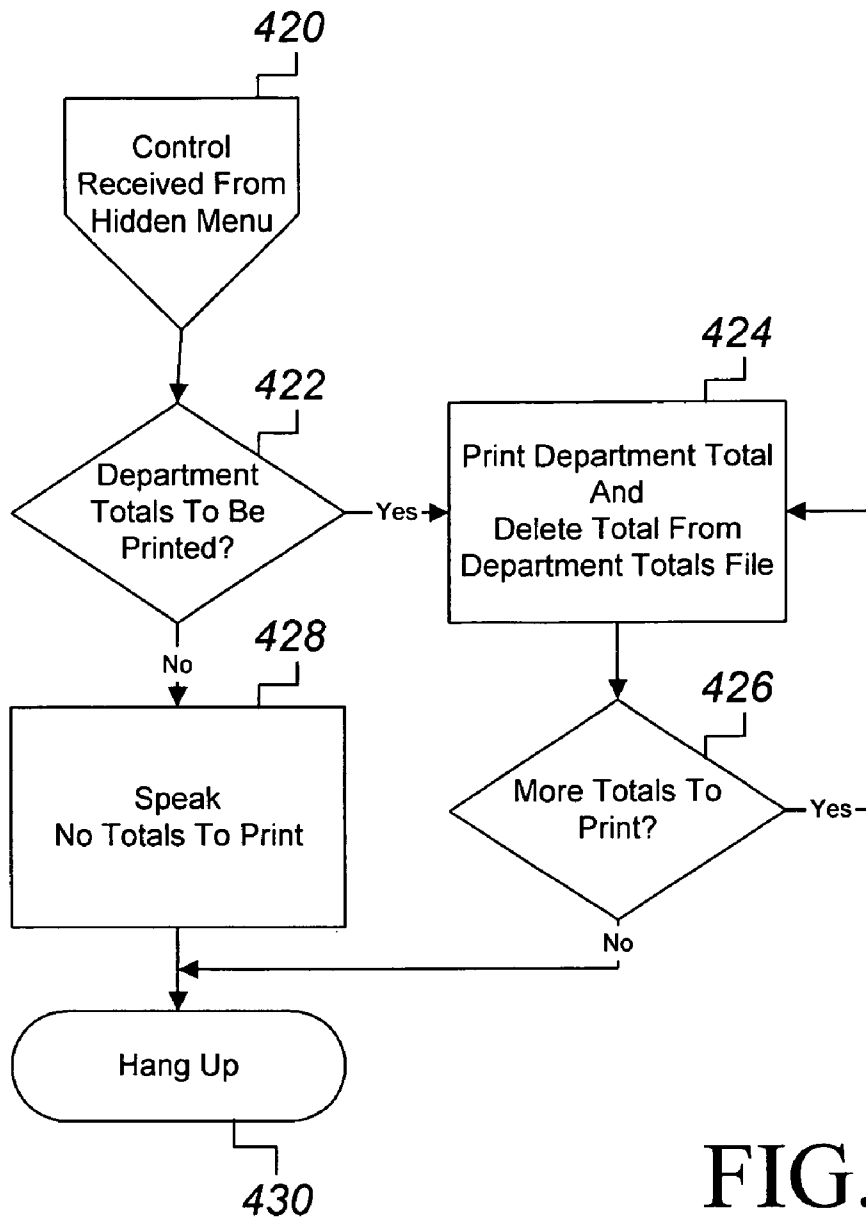 420
Control
Received From
Hidden Menu
422
Department
Totals To Be
Printed?
Yes
424
Print Department Total
And
Delete Total From
Department Totals File
No
428
Speak
No Totals To Print
426
More Totals To
Print?
Yes
No
Hang Up
430
FIG.